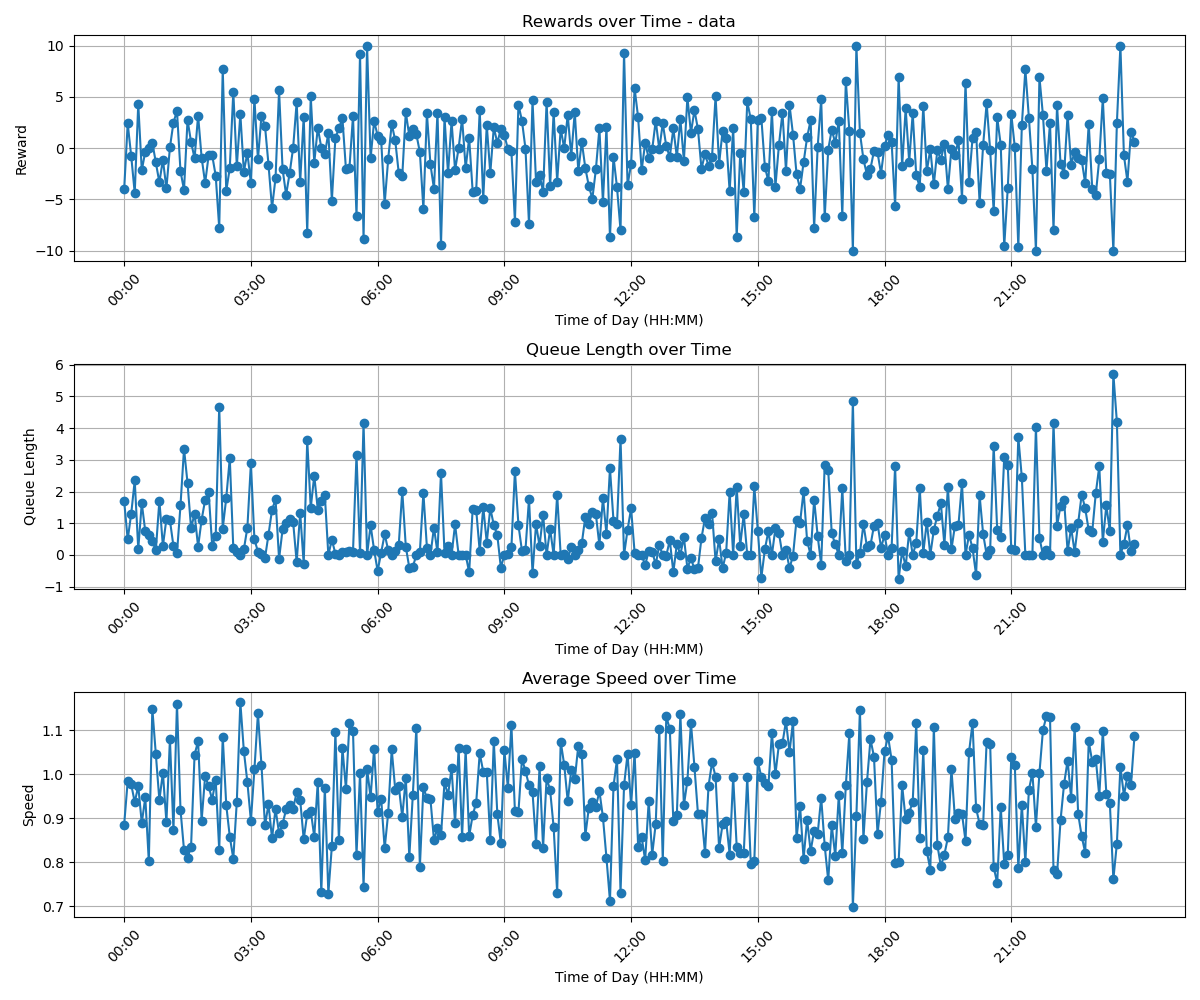 Rewards over Time - data
Reward
10
5
0
−5
−10
00:00 03:00 06:00 09:00 12:00 15:00 18:00 21:00
Time of Day (HH:MM)
Queue Length over Time
Queue Length
6
5
4
3
2
1
0
−1
00:00 03:00 06:00 09:00 12:00 15:00 18:00 21:00
Time of Day (HH:MM)
Average Speed over Time
Speed
1.1
1.0
0.9
0.8
0.7
00:00 03:00 06:00 09:00 12:00 15:00 18:00 21:00
Time of Day (HH:MM)